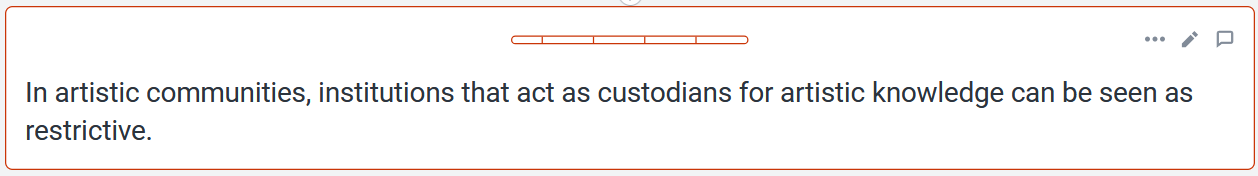 In artistic communities, institutions that act as custodians for artistic knowledge can be seen as
restrictive.